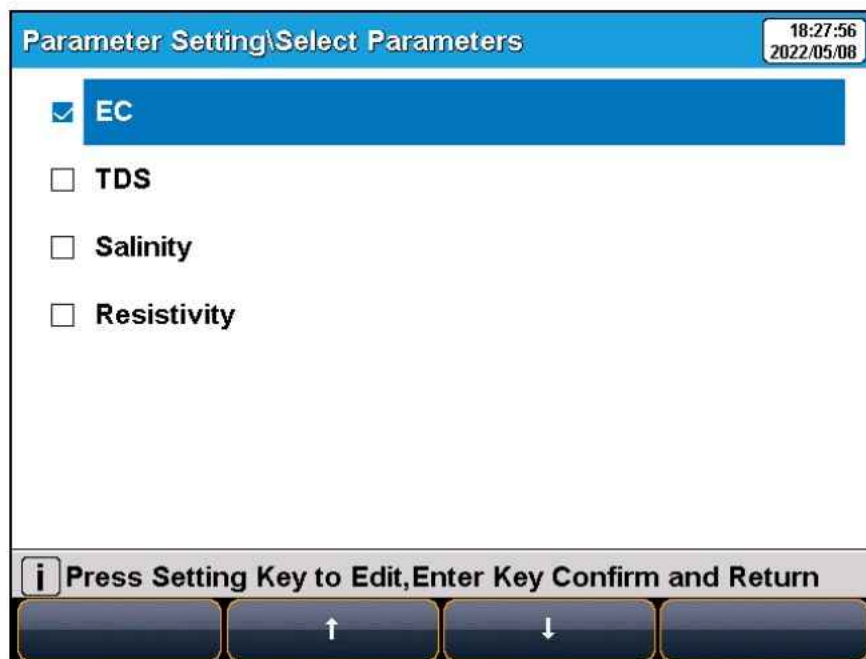 Parameter Setting\Select Parameters
18:27:56
2022/05/08
EC
TDS
Salinity
Resistivity
i Press Setting Key to Edit,Enter Key Confirm and Return
↑ ↓